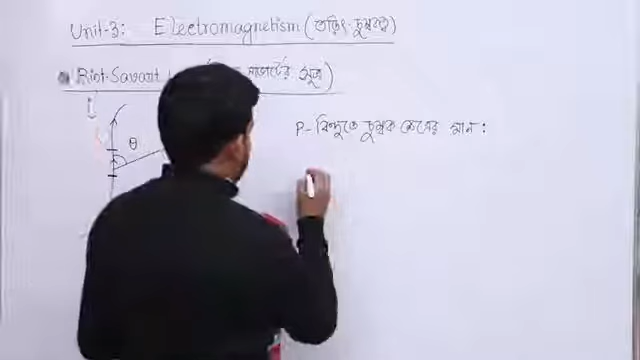 Unit-3: Electromagnetism (তড়িৎ-চুম্বকত্ব)
Biot-Savart সাভার্টের সূত্র)
i
θ
P- বিন্দুতে চুম্বক ক্ষেত্রের মান: